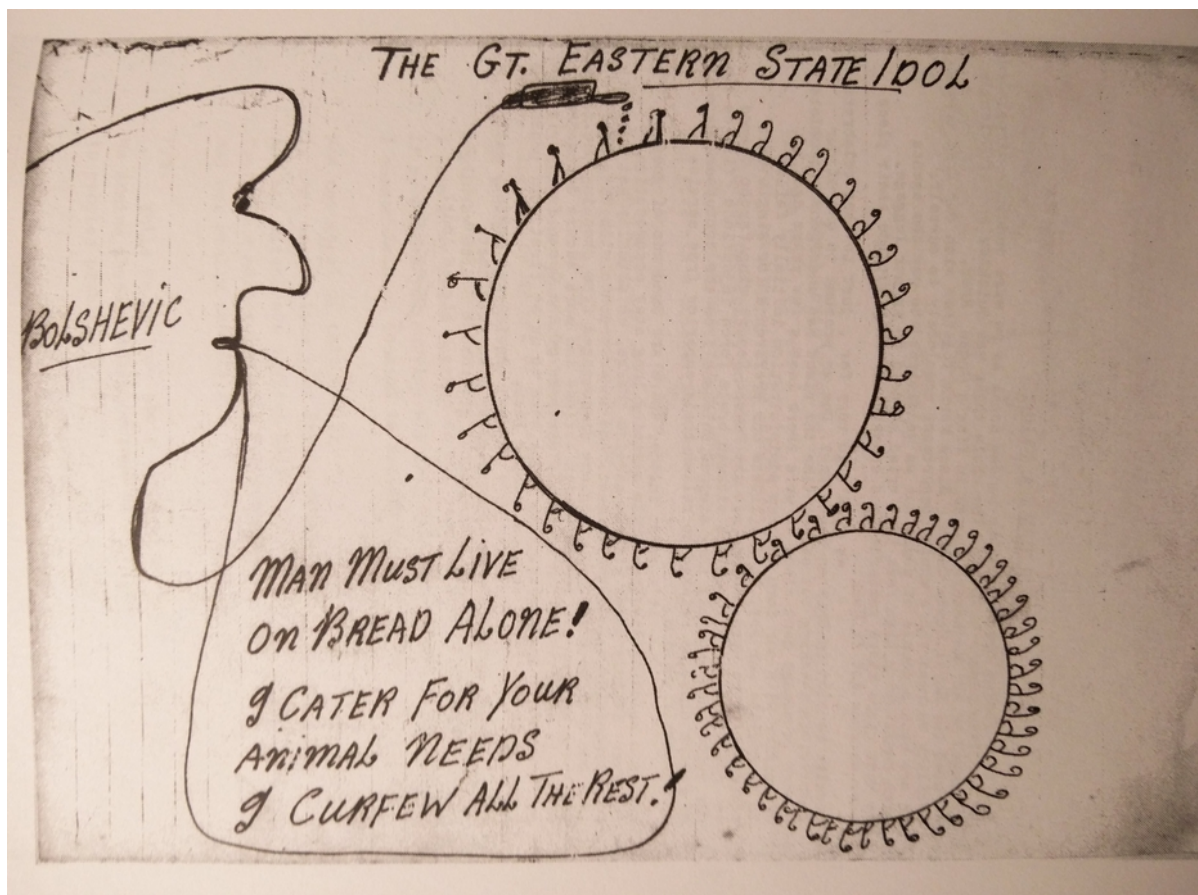 THE GT. EASTERN STATE IDOL
BOLSHEVIC
MAN MUST LIVE
ON BREAD ALONE!
I CATER FOR YOUR
ANIMAL NEEDS
I CURFEW ALL THE REST.!